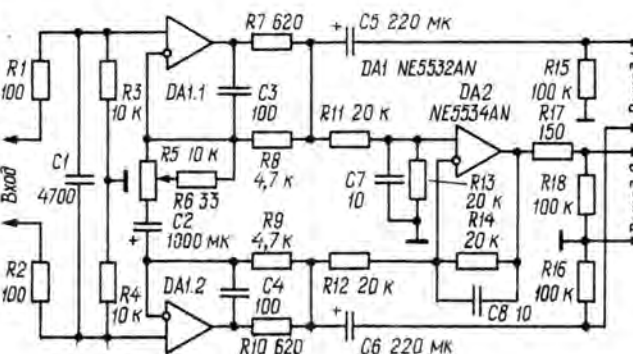 R7 620
C5 220 мк
R1
100
R3
10 к
DA1.1
C3
100
DA1 NE5532AN
DA2
NE5534AN
R15
100 к
R11 20 к
R17
150
Вход
C1
4700
R5 10 к
R6 33
R8
4,7 к
C7
10
R13
20 к
R14
20 к
R18
100 к
C2
1000 мк
R9
4,7 к
R2
100
R4
10 к
DA1.2
C4
100
R12 20 к
C8 10
R16
100 к
R10 620
C6 220 мк